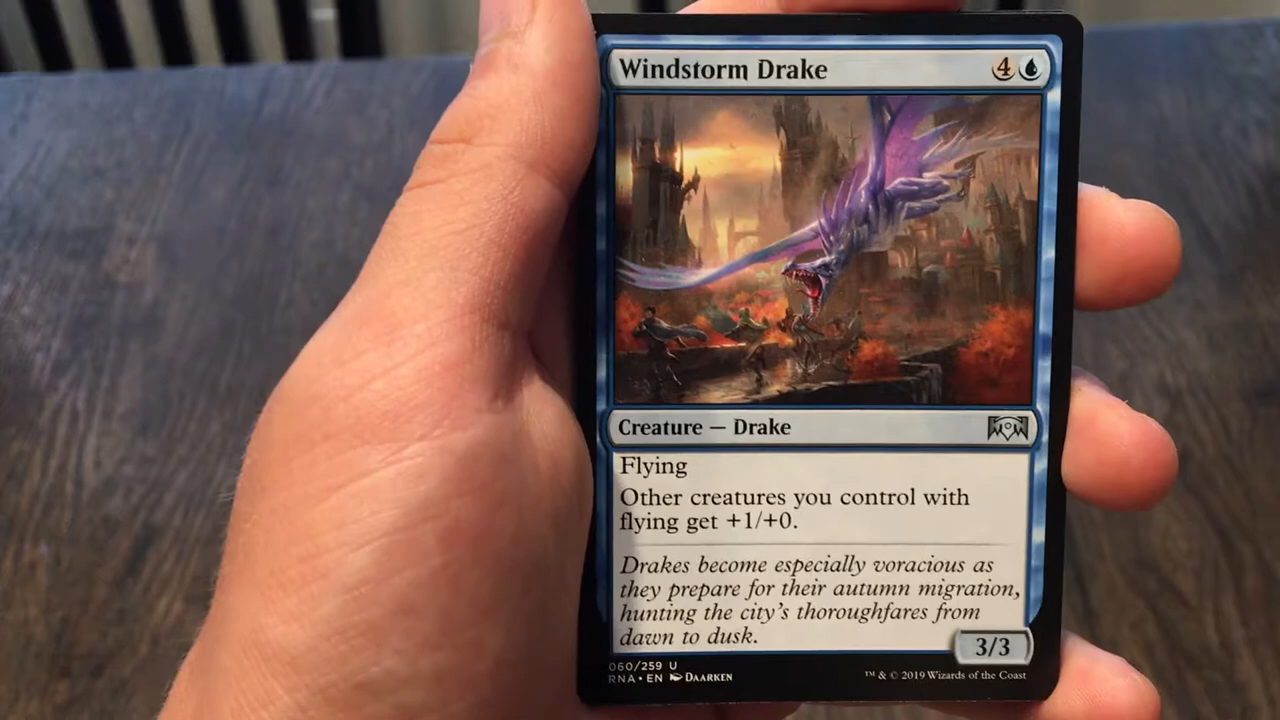 Windstorm Drake 4
Creature — Drake
Flying
Other creatures you control with
flying get +1/+0.
Drakes become especially voracious as
they prepare for their autumn migration,
hunting the city's thoroughfares from
dawn to dusk.
3/3
060/259 U
RNA • EN DAARKEN
™ & © 2019 Wizards of the Coast